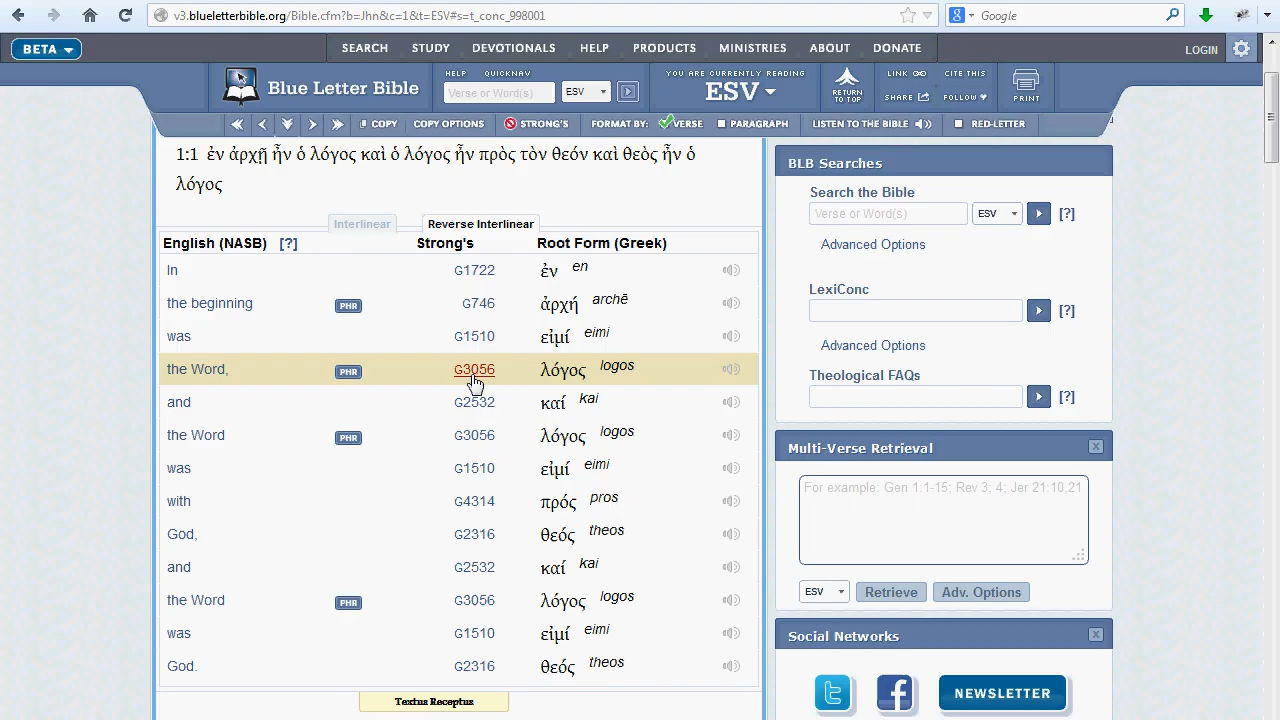 v3.blueletterbible.org/Bible.cfm?b=Jhn&c=1&t=ESV#s=t_conc_998001
Google
BETA
SEARCH STUDY DEVOTIONALS HELP PRODUCTS MINISTRIES ABOUT DONATE
LOGIN
Blue Letter Bible
HELP QUICKNAV
Verse or Word(s) ESV
YOU ARE CURRENTLY READING
ESV
RETURN TO TOP
LINK CITE THIS
SHARE FOLLOW
PRINT
COPY COPY OPTIONS STRONG'S FORMAT BY: VERSE PARAGRAPH LISTEN TO THE BIBLE RED-LETTER
1:1 ἐν ἀρχῇ ἦν ὁ λόγος καὶ ὁ λόγος ἦν πρὸς τὸν θεόν καὶ θεὸς ἦν ὁ
λόγος
Interlinear Reverse Interlinear
English (NASB) [?] Strong's Root Form (Greek)
In G1722 ἐν en
the beginning PHR G746 ἀρχή archē
was G1510 εἰμί eimi
the Word, PHR G3056 λόγος logos
and G2532 καί kai
the Word PHR G3056 λόγος logos
was G1510 εἰμί eimi
with G4314 πρός pros
God, G2316 θεός theos
and G2532 καί kai
the Word PHR G3056 λόγος logos
was G1510 εἰμί eimi
God. G2316 θεός theos
Textus Receptus
BLB Searches
Search the Bible
Verse or Word(s) ESV [?]
Advanced Options
LexiConc
[?]
Advanced Options
Theological FAQs
[?]
Multi-Verse Retrieval
For example: Gen 1:1-15; Rev 3; 4; Jer 21:10,21
ESV Retrieve Adv. Options
Social Networks
NEWSLETTER